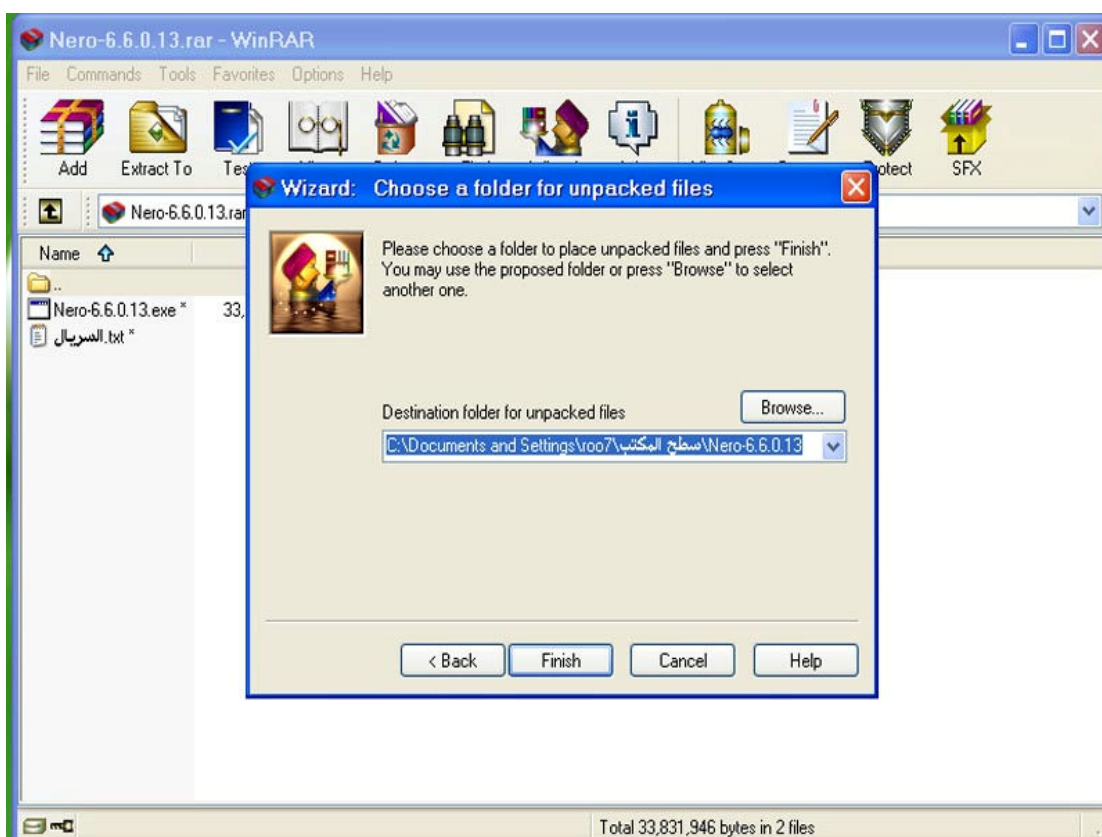 Nero-6.6.0.13.rar - WinRAR
File Commands Tools Favorites Options Help
Add Extract To Protect SFX
Nero-6.6.0.13.rar
Wizard: Choose a folder for unpacked files
Name
Please choose a folder to place unpacked files and press "Finish".
You may use the proposed folder or press "Browse" to select
another one.
..
Nero-6.6.0.13.exe * 33,
السريال.txt *
Destination folder for unpacked files
Browse...
C:\Documents and Settings\roo7\سطح المكتب\Nero-6.6.0.13
< Back Finish Cancel Help
Total 33,831,946 bytes in 2 files